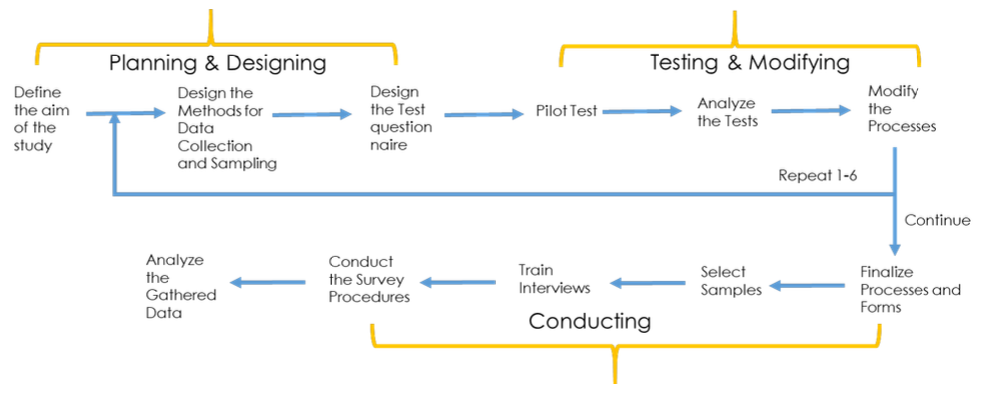 Planning & Designing
Testing & Modifying
Define
the aim
of the
study
Design the
Methods for
Data
Collection
and Sampling
Design
the Test
question
naire
Pilot Test
Analyze
the Tests
Modify
the
Processes
Repeat 1-6
Continue
Analyze
the
Gathered
Data
Conduct
the Survey
Procedures
Train
Interviews
Select
Samples
Finalize
Processes and
Forms
Conducting